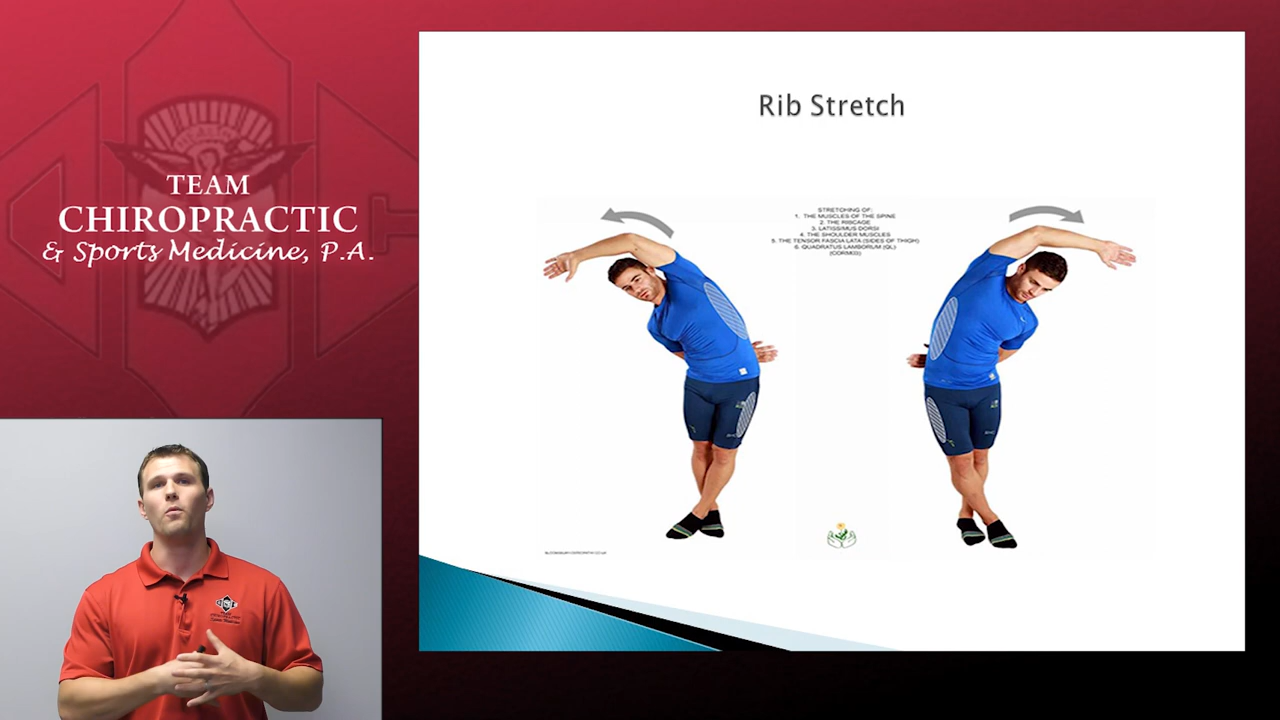 TEAM
CHIROPRACTIC
& Sports Medicine, P.A.
Rib Stretch
STRETCHING OF:
1. THE MUSCLES OF THE SPINE
2. THE RIBCAGE
3. LATISSIMUS DORSI
4. THE SHOULDER MUSCLES
5. THE TENSOR FASCIA LATA (SIDES OF THIGH)
6. QUADRATUS LAMBORUM (QL)